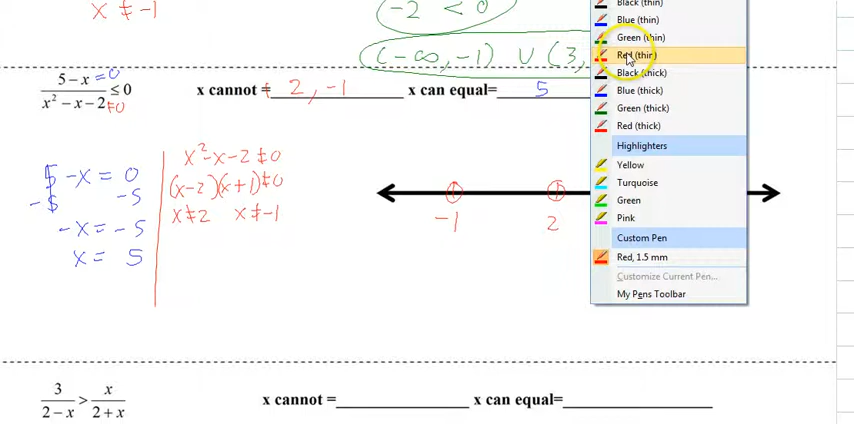 x ≠ -1
-2 < 0
(-∞, -1) ∪ (3,
5 - x = 0
x² - x - 2 ≠ 0
≤ 0
x cannot = 2, -1
x can equal= 5
5 - x = 0
-5 -5
-x = -5
x = 5
x² - x - 2 ≠ 0
(x-2)(x+1) ≠ 0
x ≠ 2 x ≠ -1
-1 2
Black (thin)
Blue (thin)
Green (thin)
Red (thin)
Black (thick)
Blue (thick)
Green (thick)
Red (thick)
Highlighters
Yellow
Turquoise
Green
Pink
Custom Pen
Red, 1.5 mm
Customize Current Pen...
My Pens Toolbar
3/(2-x) > x/(2+x)
x cannot =
x can equal=